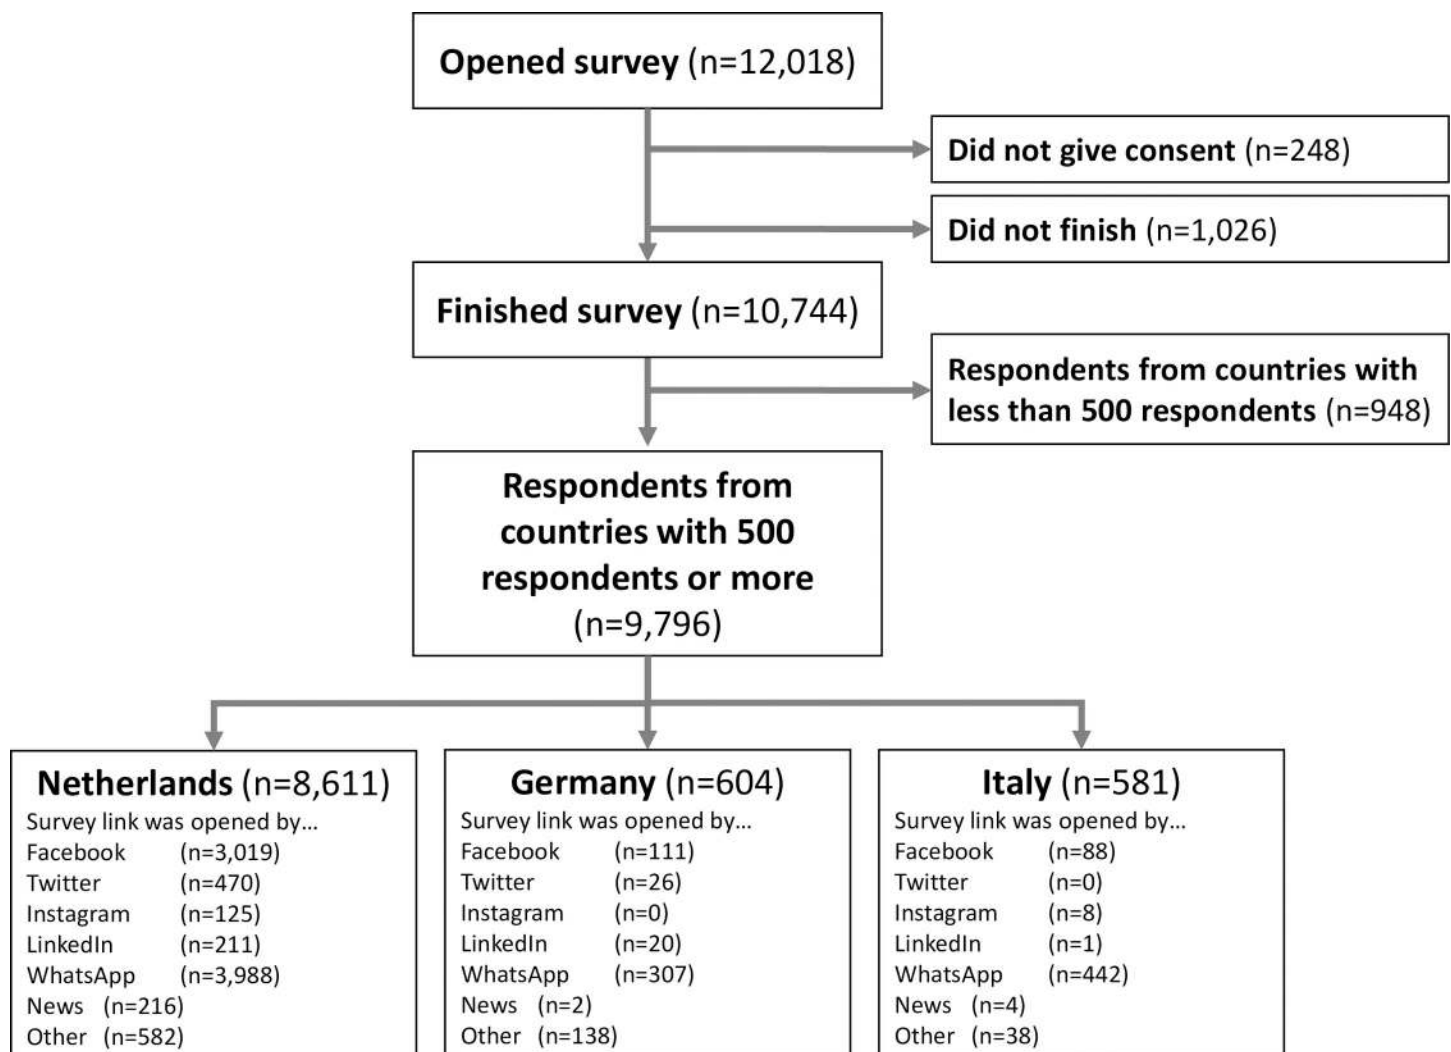 Opened survey (n=12,018)
Did not give consent (n=248)
Did not finish (n=1,026)
Finished survey (n=10,744)
Respondents from countries with
less than 500 respondents (n=948)
Respondents from
countries with 500
respondents or more
(n=9,796)
Netherlands (n=8,611)
Survey link was opened by...
Facebook (n=3,019)
Twitter (n=470)
Instagram (n=125)
LinkedIn (n=211)
WhatsApp (n=3,988)
News (n=216)
Other (n=582)
Germany (n=604)
Survey link was opened by...
Facebook (n=111)
Twitter (n=26)
Instagram (n=0)
LinkedIn (n=20)
WhatsApp (n=307)
News (n=2)
Other (n=138)
Italy (n=581)
Survey link was opened by...
Facebook (n=88)
Twitter (n=0)
Instagram (n=8)
LinkedIn (n=1)
WhatsApp (n=442)
News (n=4)
Other (n=38)